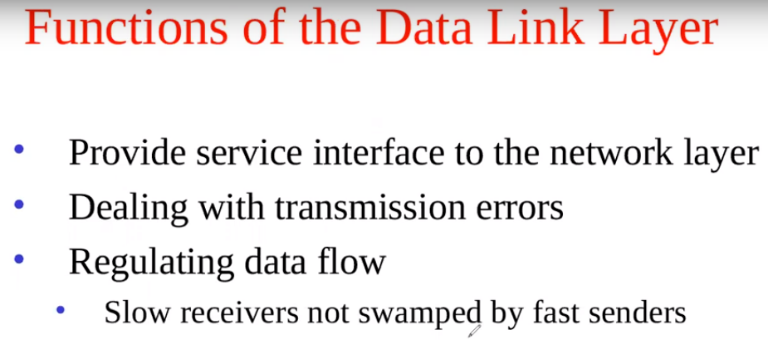 Functions of the Data Link Layer
• Provide service interface to the network layer
• Dealing with transmission errors
• Regulating data flow
• Slow receivers not swamped by fast senders